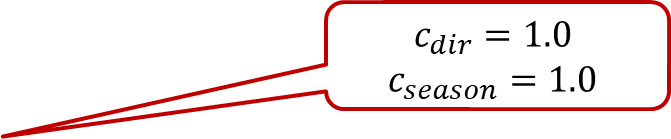 c_dir = 1.0
c_season = 1.0